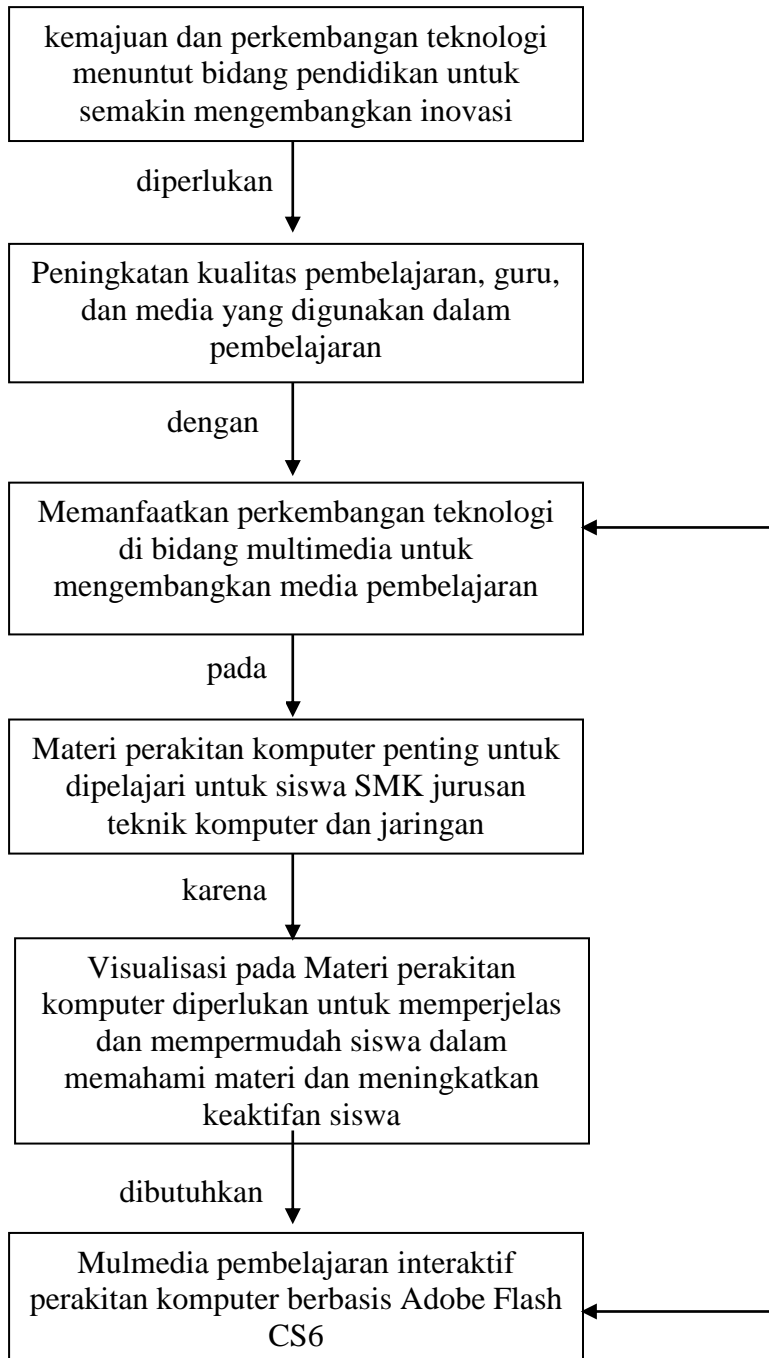 kemajuan dan perkembangan teknologi
menuntut bidang pendidikan untuk
semakin mengembangkan inovasi
diperlukan
Peningkatan kualitas pembelajaran, guru,
dan media yang digunakan dalam
pembelajaran
dengan
Memanfaatkan perkembangan teknologi
di bidang multimedia untuk
mengembangkan media pembelajaran
pada
Materi perakitan komputer penting untuk
dipelajari untuk siswa SMK jurusan
teknik komputer dan jaringan
karena
Visualisasi pada Materi perakitan
komputer diperlukan untuk memperjelas
dan mempermudah siswa dalam
memahami materi dan meningkatkan
keaktifan siswa
dibutuhkan
Mulmedia pembelajaran interaktif
perakitan komputer berbasis Adobe Flash
CS6